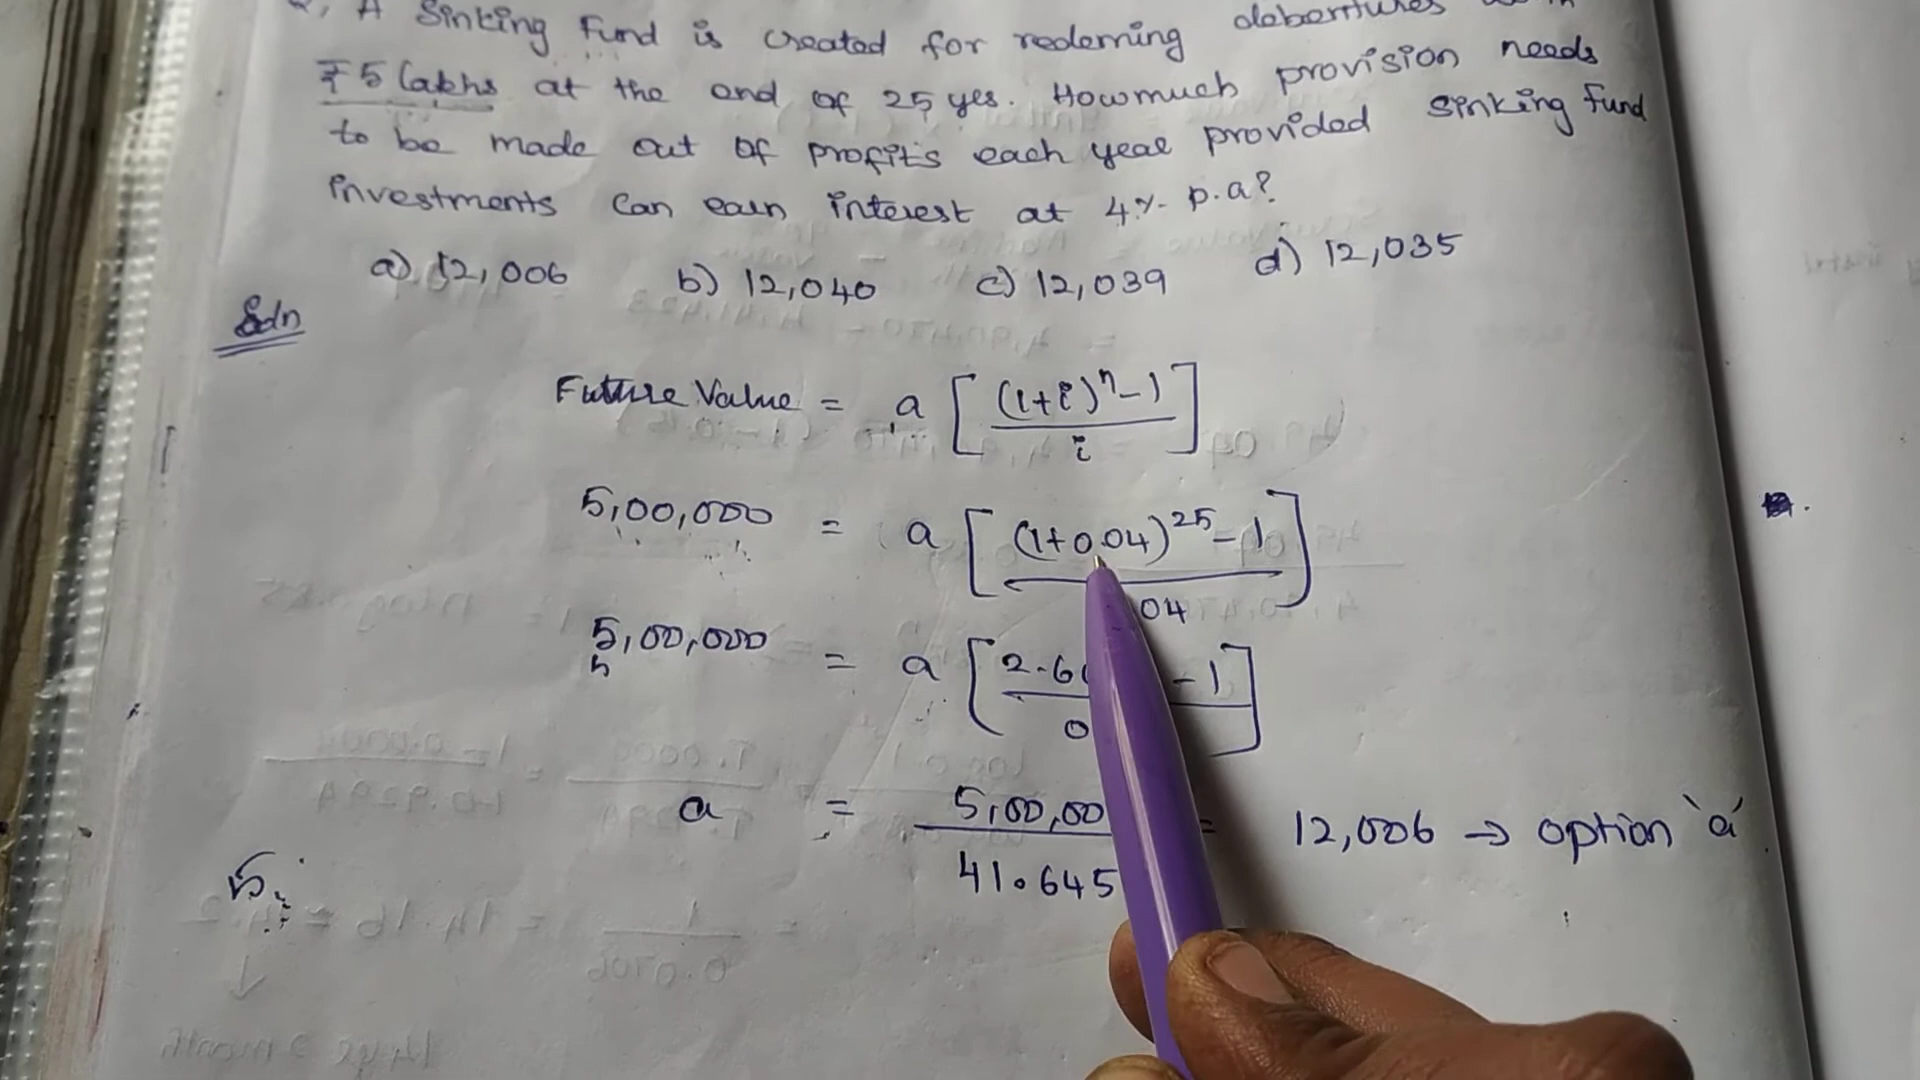 A Sinking Fund is created for redeming debentures
₹5 lakhs at the end of 25 yrs. Howmuch provision needs
to be made out of profits each year provided sinking fund
investments can earn interest at 4% p.a?
a) 12,006 b) 12,040 c) 12,039 d) 12,035
Soln
Future Value = a [ (1+i)^n - 1 / i ]
5,00,000 = a [ (1+0.04)^25 - 1 / 04 ]
5,00,000 = a [ 2.6 - 1 / 0 ]
a = 5,00,00 / 41.645 = 12,006 → option 'a'